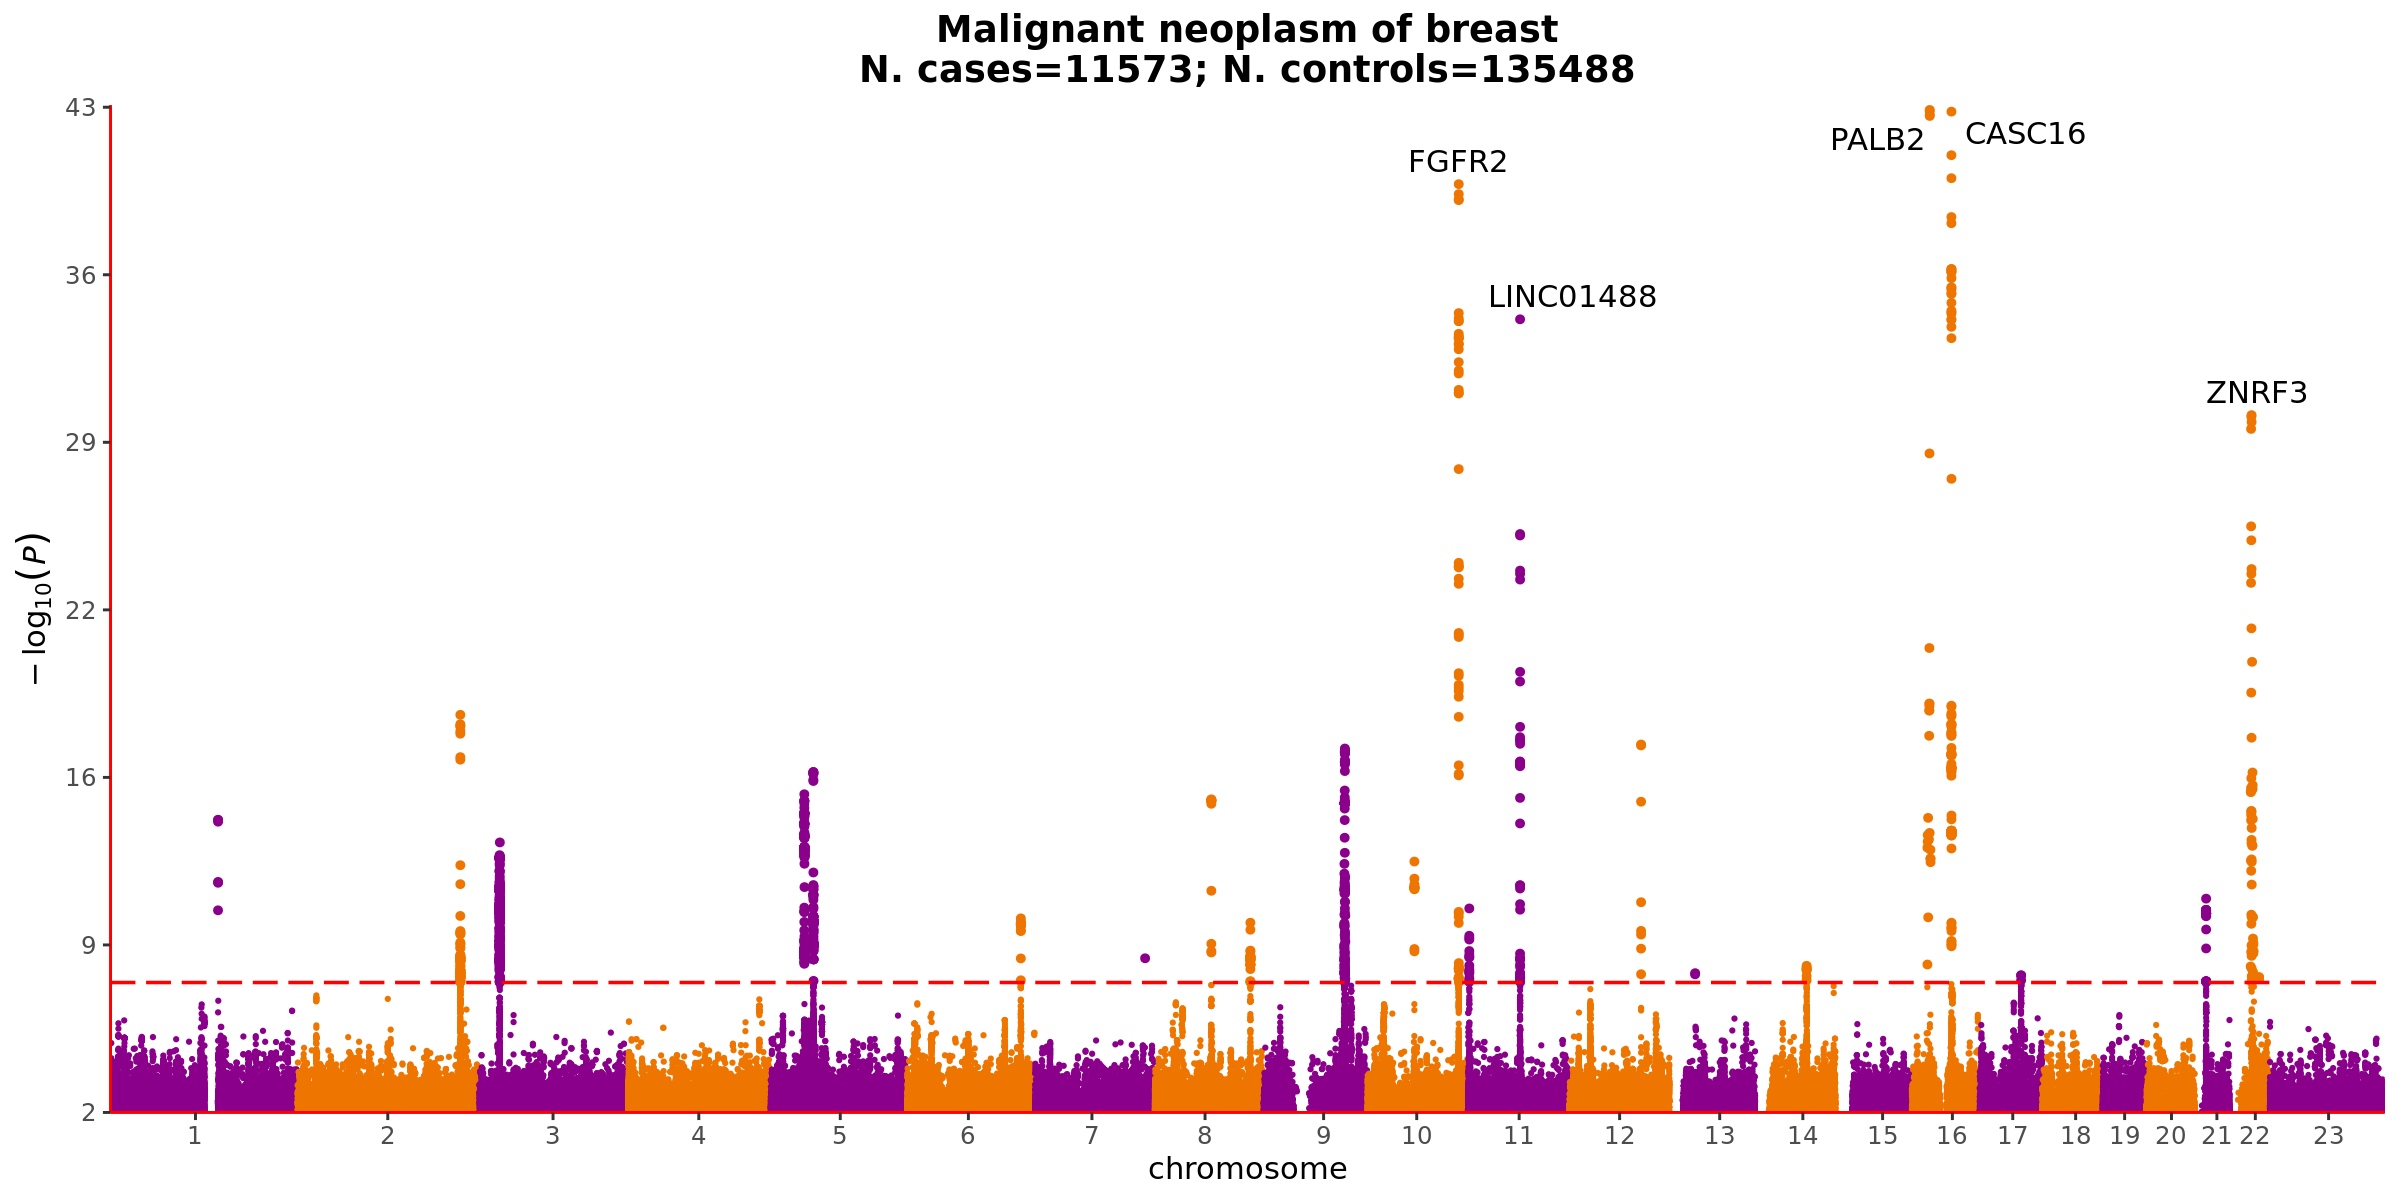 Malignant neoplasm of breast
N. cases=11573; N. controls=135488
43
36
29
22
16
9
2
−log10(P)
PALB2
CASC16
FGFR2
LINC01488
ZNRF3
1 2 3 4 5 6 7 8 9 10 11 12 13 14 15 16 17 18 19 20 21 22 23
chromosome